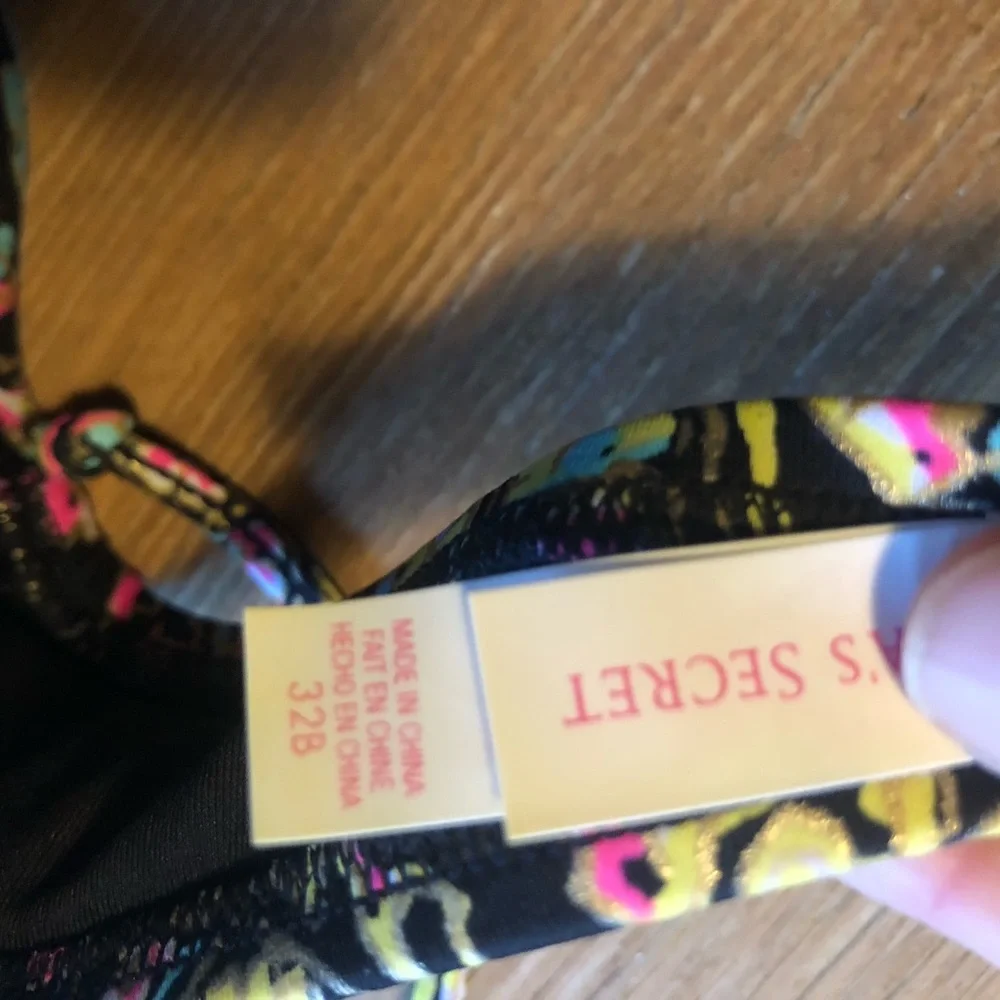 'S SECRET
MADE IN CHINA
FAIT EN CHINE
HECHO EN CHINA
32B